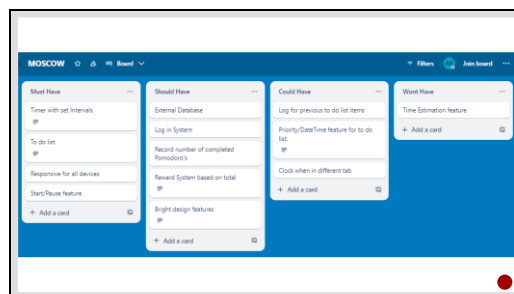 MOSCOW
Board
Filters
Join board
Must Have
Timer with set Intervals
To do list
Responsive for all devices
Start/Pause feature
+ Add a card
Should Have
External Database
Log in System
Record number of completed
Pomodoro's
Reward System based on total
Bright design features
+ Add a card
Could Have
Log for previous to do list items
Priority/DateTime feature for to do
list.
Clock when in different tab
+ Add a card
Wont Have
Time Estimation feature
+ Add a card